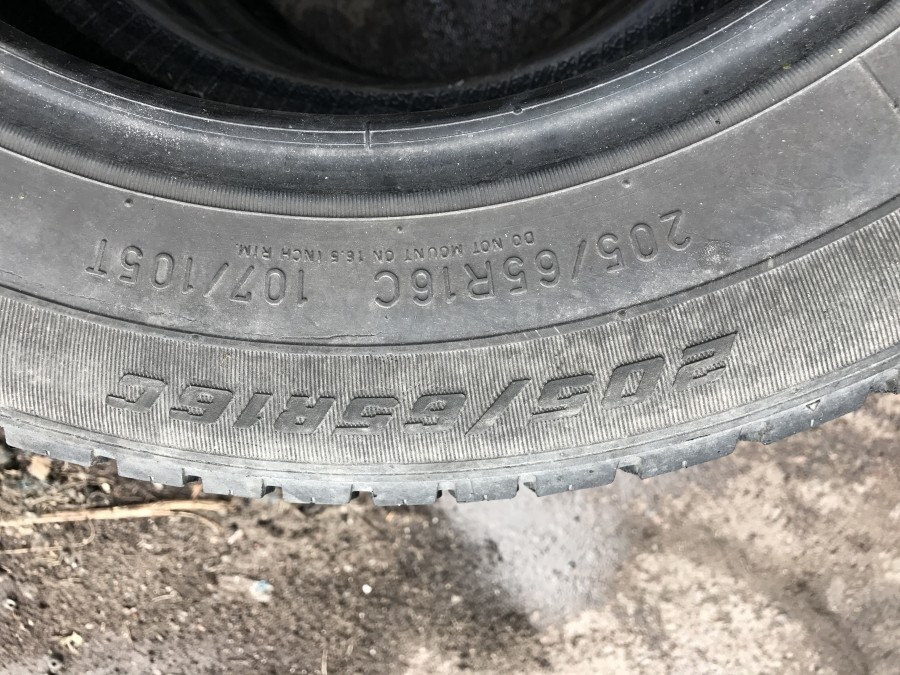 205/65R16C
205/65R16C 107/105T
DO NOT MOUNT ON 16.5 INCH RIM.